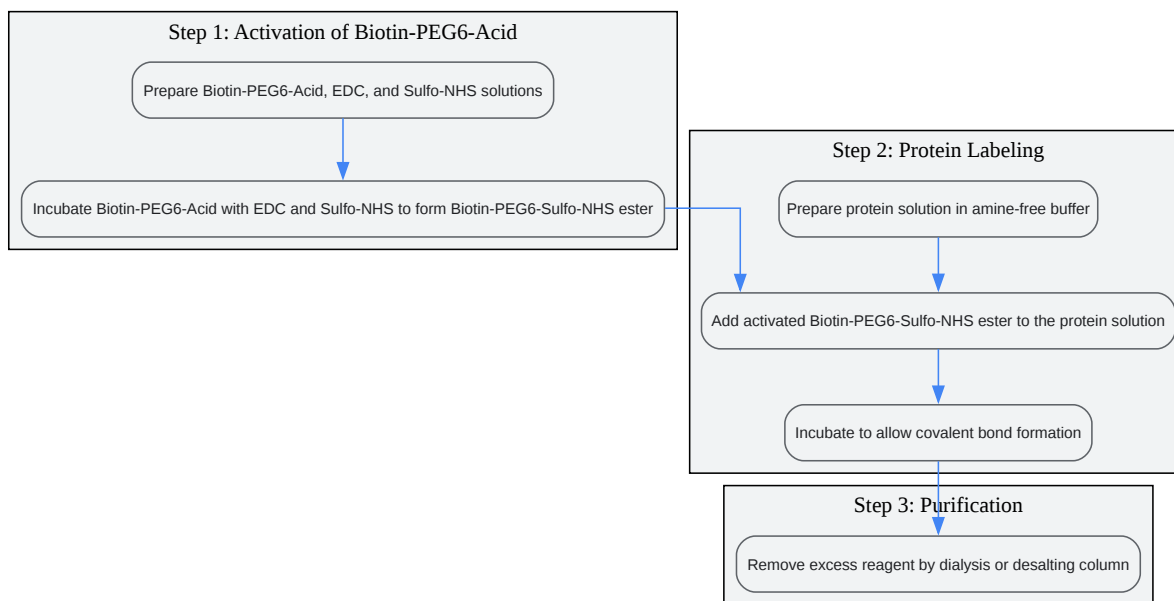 Step 1: Activation of Biotin-PEG6-Acid
Prepare Biotin-PEG6-Acid, EDC, and Sulfo-NHS solutions
Incubate Biotin-PEG6-Acid with EDC and Sulfo-NHS to form Biotin-PEG6-Sulfo-NHS ester
Step 2: Protein Labeling
Prepare protein solution in amine-free buffer
Add activated Biotin-PEG6-Sulfo-NHS ester to the protein solution
Incubate to allow covalent bond formation
Step 3: Purification
Remove excess reagent by dialysis or desalting column